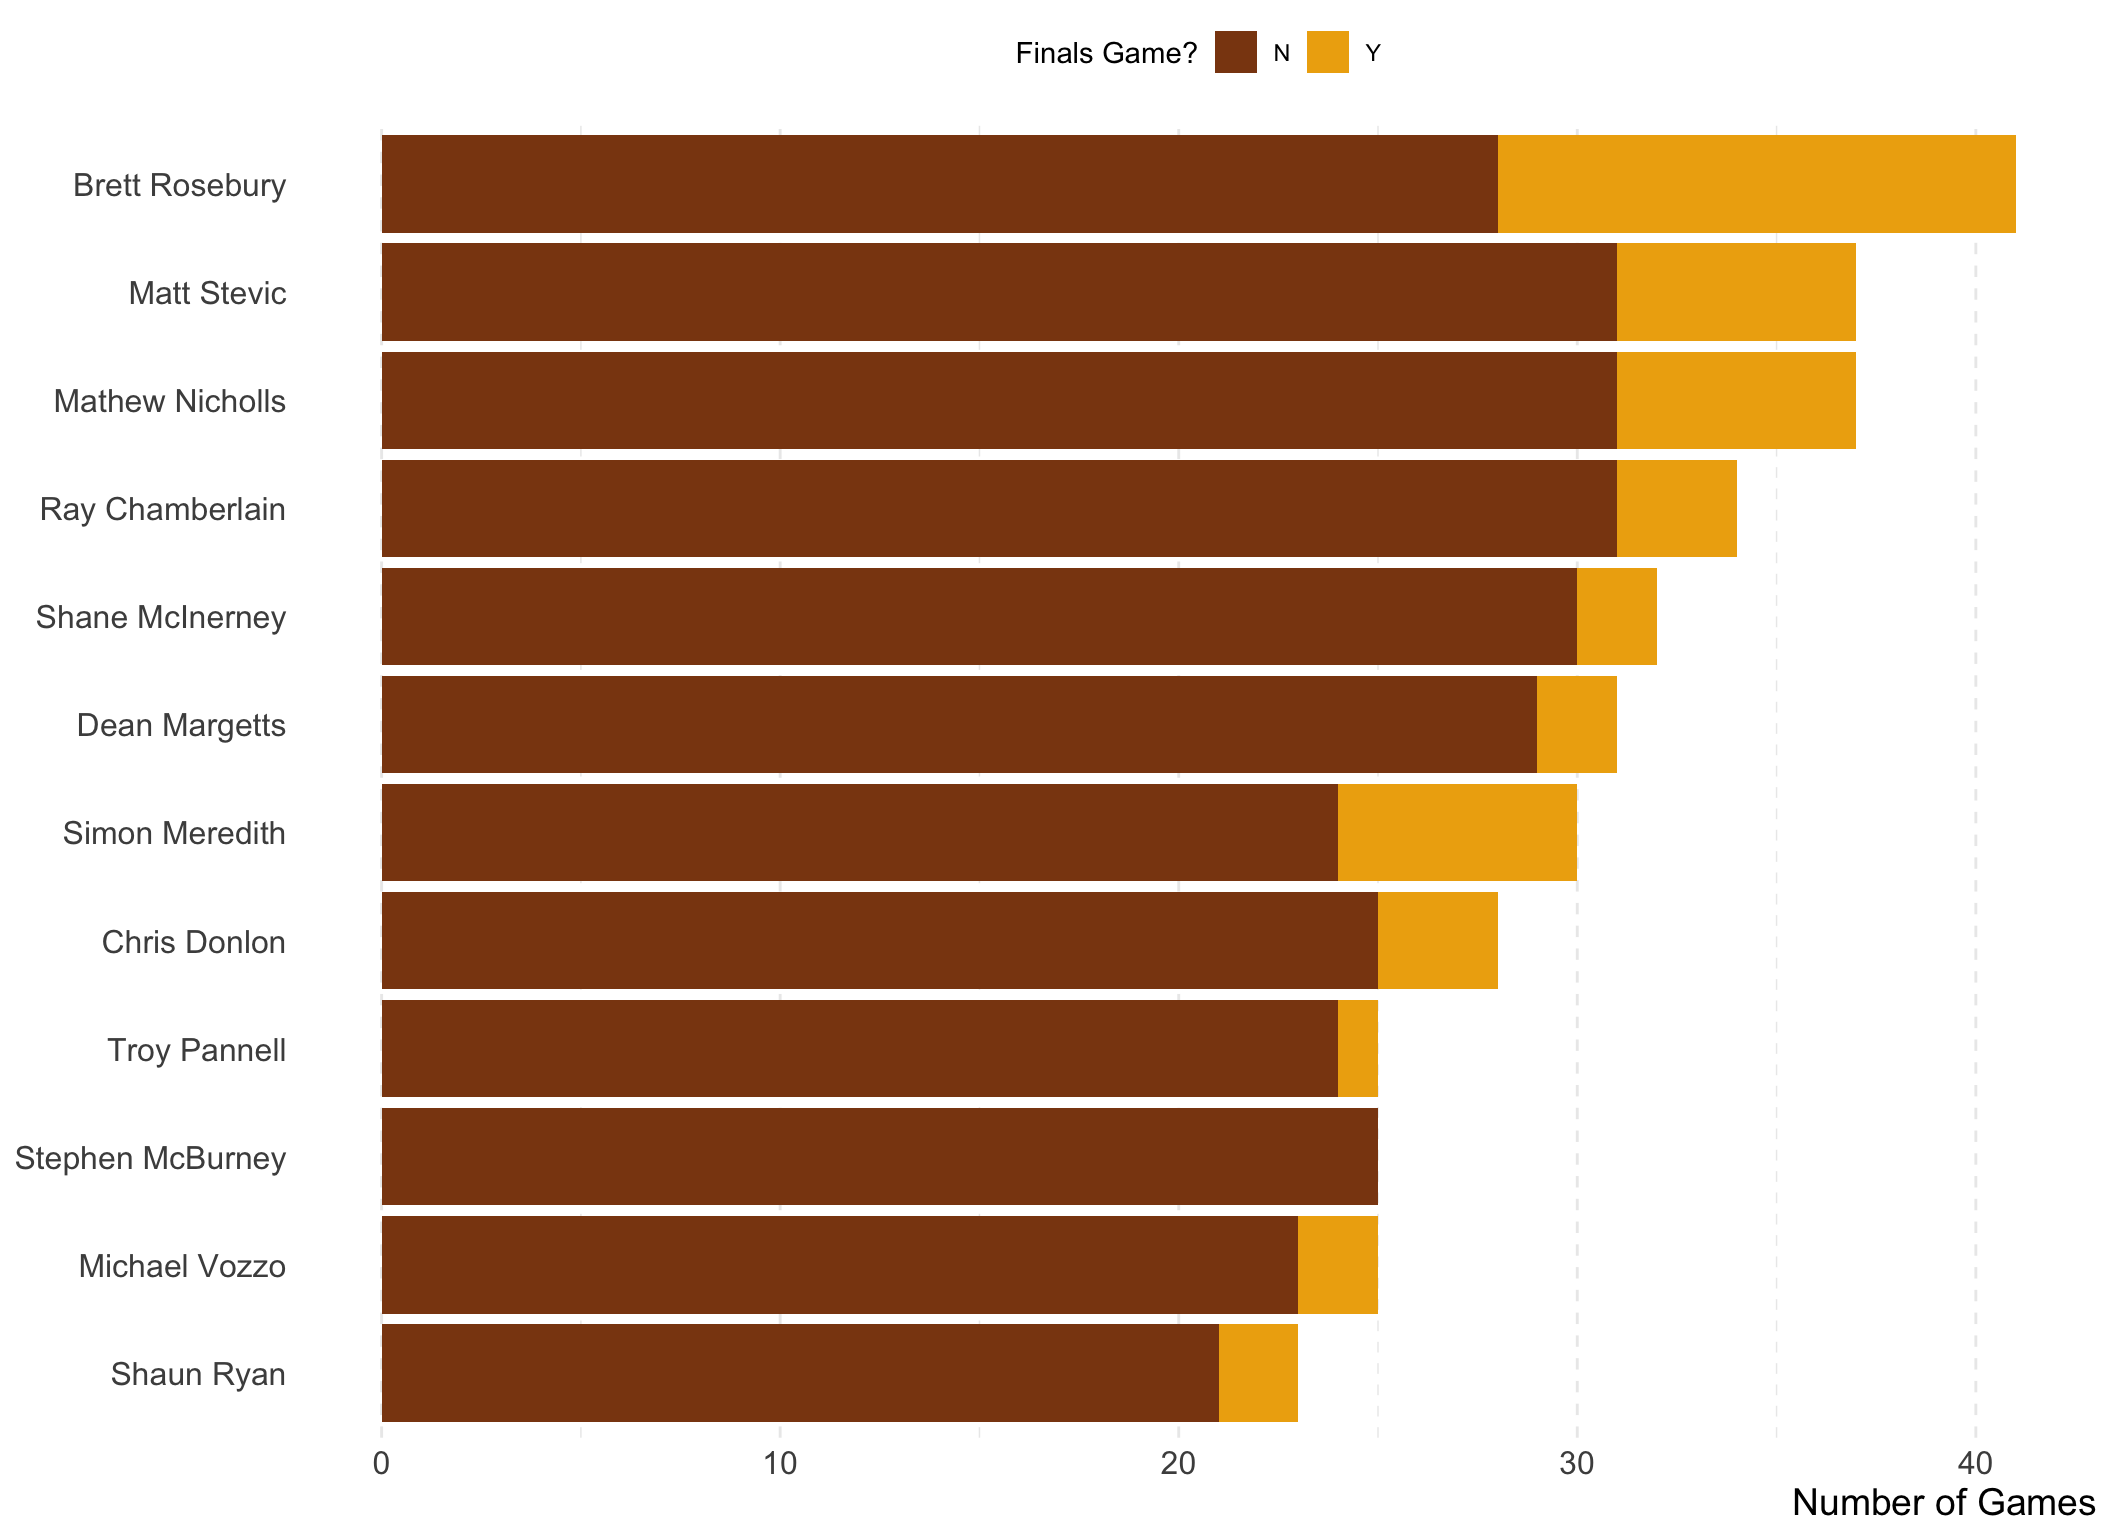 Finals Game? N Y
Brett Rosebury
Matt Stevic
Mathew Nicholls
Ray Chamberlain
Shane McInerney
Dean Margetts
Simon Meredith
Chris Donlon
Troy Pannell
Stephen McBurney
Michael Vozzo
Shaun Ryan
0 10 20 30 40
Number of Games